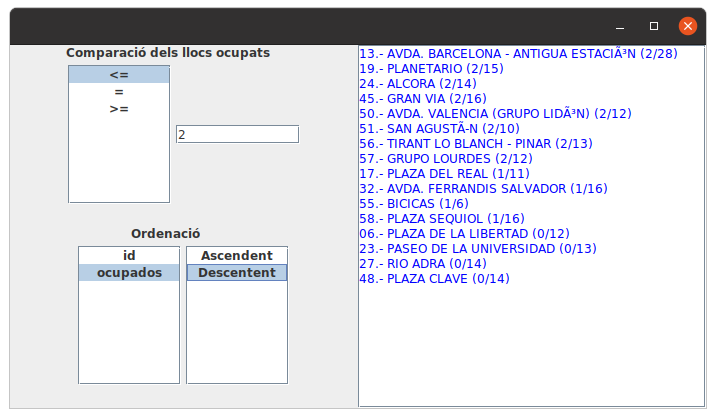 Comparació dels llocs ocupats
<=
=
>=
2
Ordenació
id
ocupados
Ascendent
Descentent
13.- AVDA. BARCELONA - ANTIGUA ESTACIÃ³N (2/28)
19.- PLANETARIO (2/15)
24.- ALCORA (2/14)
45.- GRAN VIA (2/16)
50.- AVDA. VALENCIA (GRUPO LIDÃ³N) (2/12)
51.- SAN AGUSTÃ-N (2/10)
56.- TIRANT LO BLANCH - PINAR (2/13)
57.- GRUPO LOURDES (2/12)
17.- PLAZA DEL REAL (1/11)
32.- AVDA. FERRANDIS SALVADOR (1/16)
55.- BICICAS (1/6)
58.- PLAZA SEQUIOL (1/16)
06.- PLAZA DE LA LIBERTAD (0/12)
23.- PASEO DE LA UNIVERSIDAD (0/13)
27.- RIO ADRA (0/14)
48.- PLAZA CLAVE (0/14)